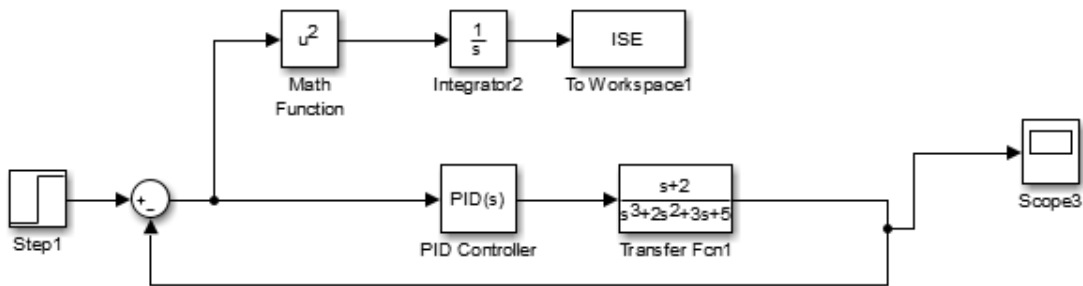 u²
Math
Function
1
s
Integrator2
ISE
To Workspace1
Step1
+
−
PID(s)
PID Controller
s+2
s³+2s²+3s+5
Transfer Fcn1
Scope3